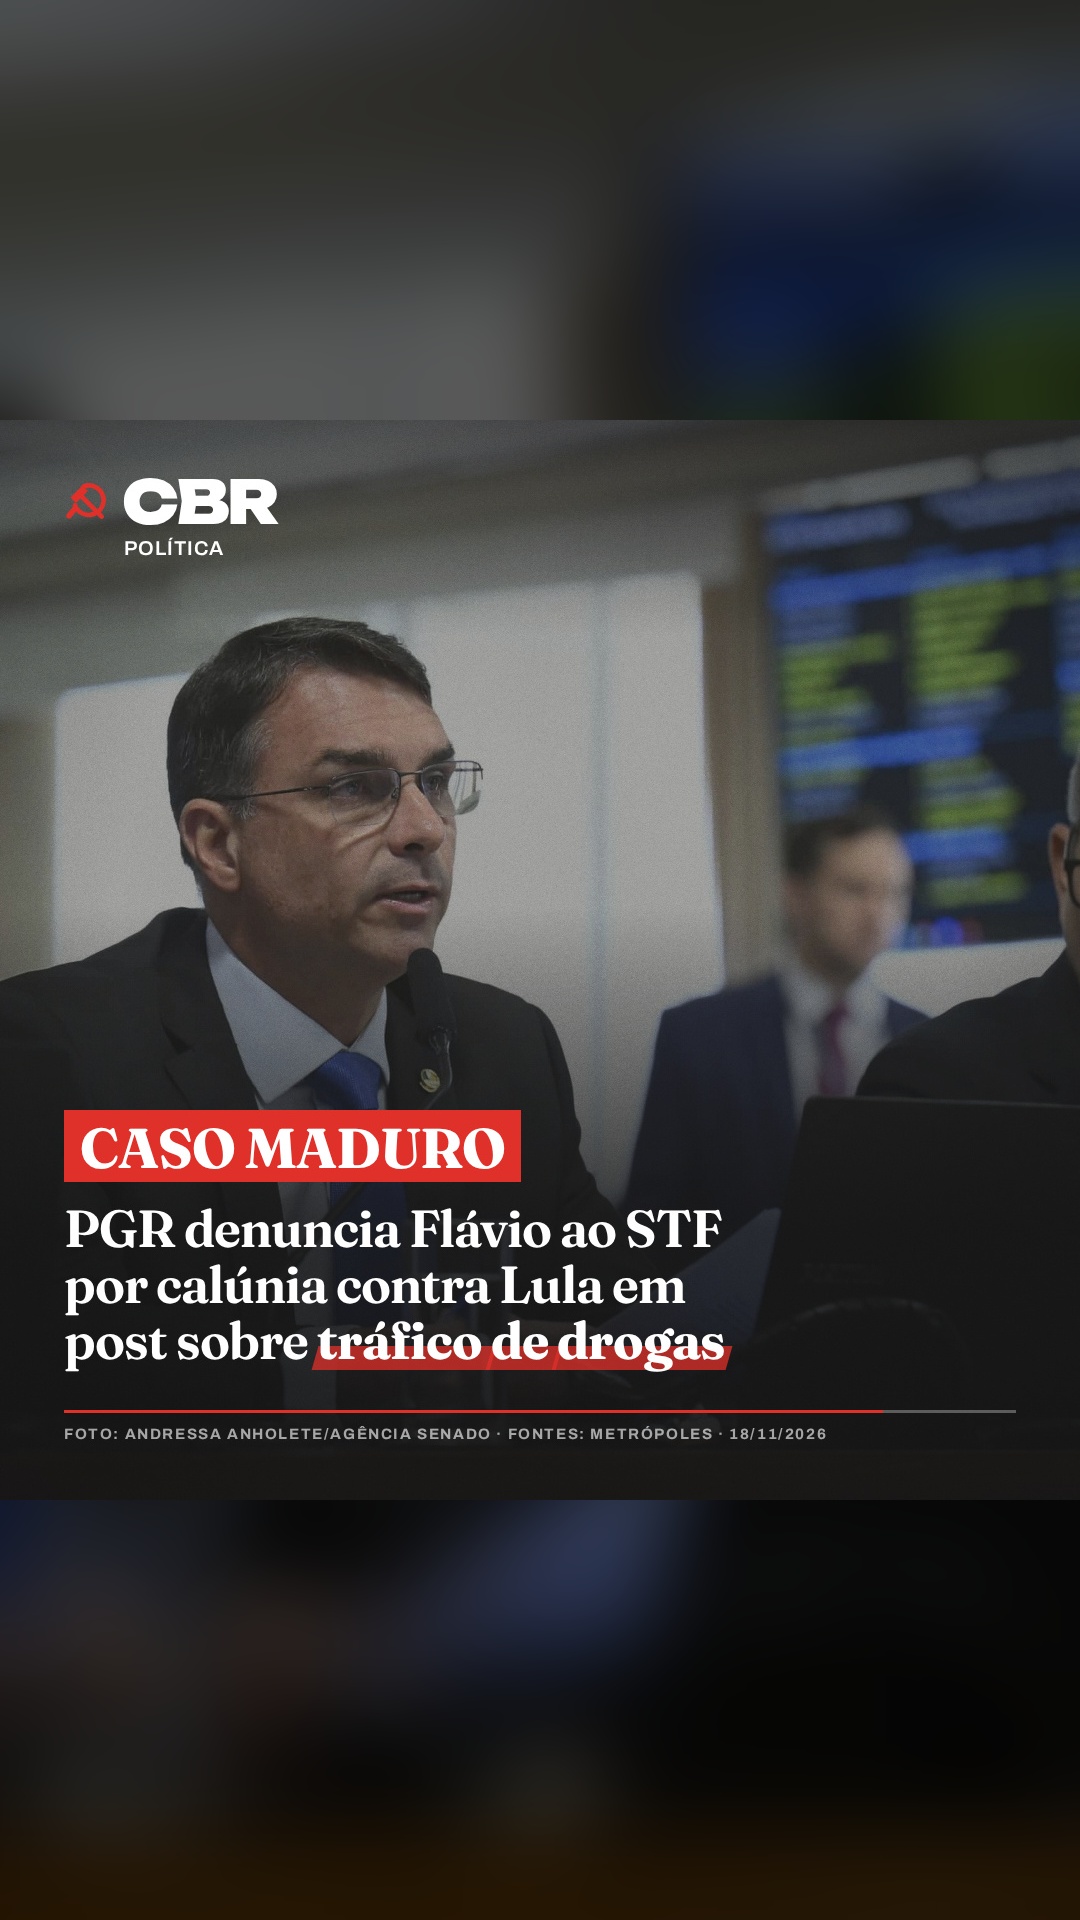 CBR
POLÍTICA
CASO MADURO
PGR denuncia Flávio ao STF
por calúnia contra Lula em
post sobre tráfico de drogas
FOTO: ANDRESSA ANHOLETE/AGÊNCIA SENADO · FONTES: METRÓPOLES · 18/11/2026